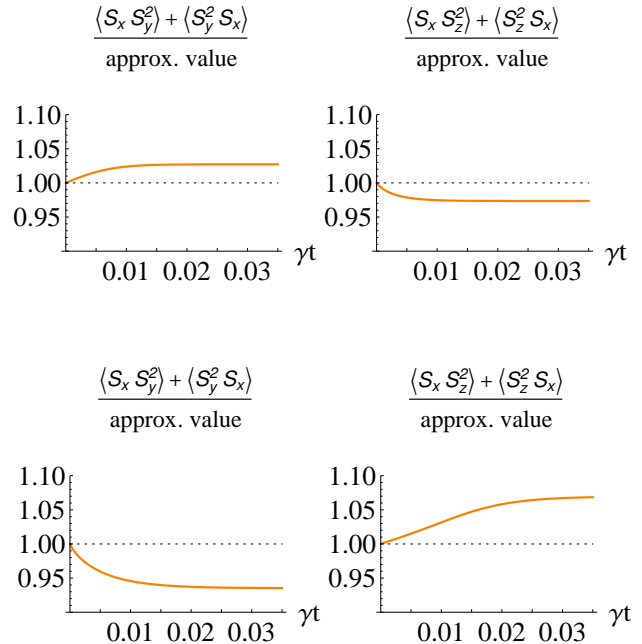 ⟨S_x S_y^2⟩ + ⟨S_y^2 S_x⟩
approx. value
1.10
1.05
1.00
0.95
0.01 0.02 0.03 γt
⟨S_x S_z^2⟩ + ⟨S_z^2 S_x⟩
approx. value
1.10
1.05
1.00
0.95
0.01 0.02 0.03 γt
⟨S_x S_y^2⟩ + ⟨S_y^2 S_x⟩
approx. value
1.10
1.05
1.00
0.95
0.01 0.02 0.03 γt
⟨S_x S_z^2⟩ + ⟨S_z^2 S_x⟩
approx. value
1.10
1.05
1.00
0.95
0.01 0.02 0.03 γt